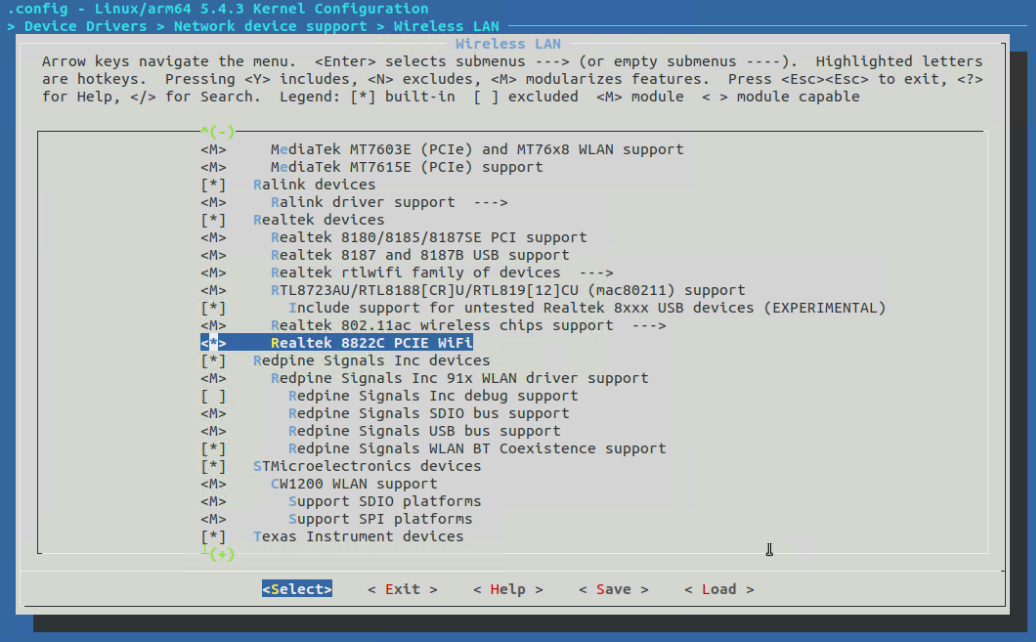 .config - Linux/arm64 5.4.3 Kernel Configuration
> Device Drivers > Network device support > Wireless LAN
Wireless LAN
Arrow keys navigate the menu.  <Enter> selects submenus ---> (or empty submenus ----).  Highlighted letters
are hotkeys.  Pressing <Y> includes, <N> excludes, <M> modularizes features.  Press <Esc><Esc> to exit, <?>
for Help, </> for Search.  Legend: [*] built-in  [ ] excluded  <M> module  < > module capable
^(-)
<M>     MediaTek MT7603E (PCIe) and MT76x8 WLAN support
<M>     MediaTek MT7615E (PCIe) support
[*]   Ralink devices
<M>     Ralink driver support  --->
[*]   Realtek devices
<M>     Realtek 8180/8185/8187SE PCI support
<M>     Realtek 8187 and 8187B USB support
<M>     Realtek rtlwifi family of devices  --->
<M>     RTL8723AU/RTL8188[CR]U/RTL819[12]CU (mac80211) support
[*]       Include support for untested Realtek 8xxx USB devices (EXPERIMENTAL)
<M>     Realtek 802.11ac wireless chips support  --->
<*>     Realtek 8822C PCIE WiFi
[*]   Redpine Signals Inc devices
<M>     Redpine Signals Inc 91x WLAN driver support
[ ]       Redpine Signals Inc debug support
<M>       Redpine Signals SDIO bus support
<M>       Redpine Signals USB bus support
[*]       Redpine Signals WLAN BT Coexistence support
[*]   STMicroelectronics devices
<M>     CW1200 WLAN support
<M>       Support SDIO platforms
<M>       Support SPI platforms
[*]   Texas Instrument devices
(+)
<Select>    < Exit >    < Help >    < Save >    < Load >